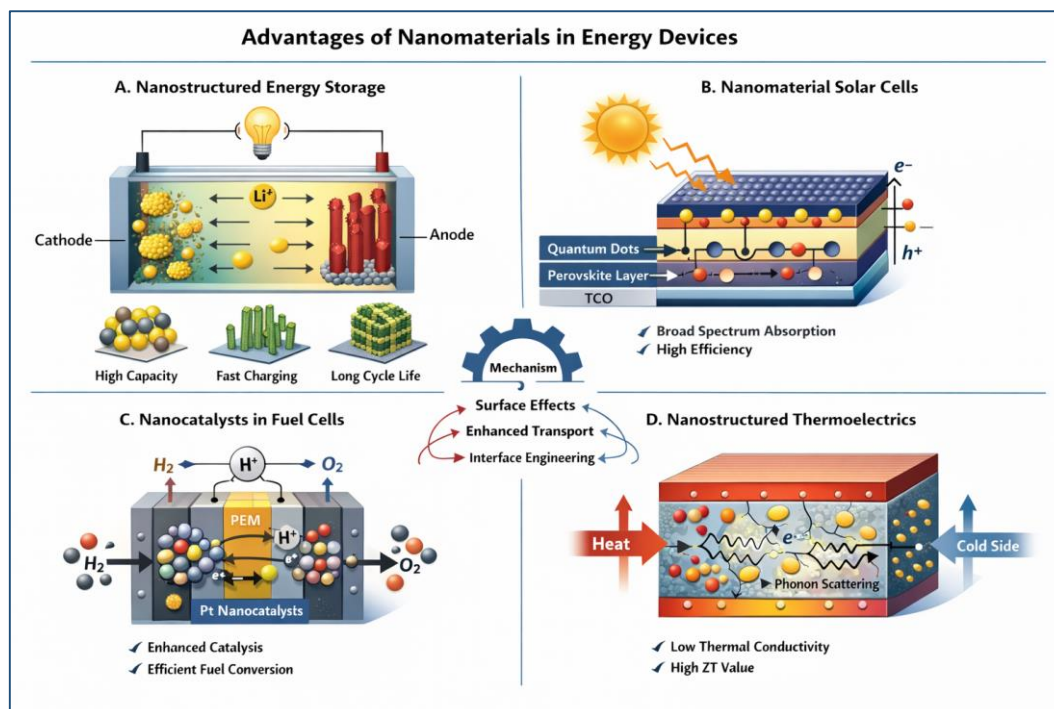 Advantages of Nanomaterials in Energy Devices
A. Nanostructured Energy Storage
Li⁺
Cathode
Anode
High Capacity
Fast Charging
Long Cycle Life
B. Nanomaterial Solar Cells
e⁻
Quantum Dots
Perovskite Layer
TCO
h⁺
Broad Spectrum Absorption
High Efficiency
Mechanism
Surface Effects
Enhanced Transport
Interface Engineering
C. Nanocatalysts in Fuel Cells
H₂
H⁺
O₂
PEM
H⁺
H₂
O₂
Pt Nanocatalysts
Enhanced Catalysis
Efficient Fuel Conversion
D. Nanostructured Thermoelectrics
Heat
Cold Side
Phonon Scattering
Low Thermal Conductivity
High ZT Value